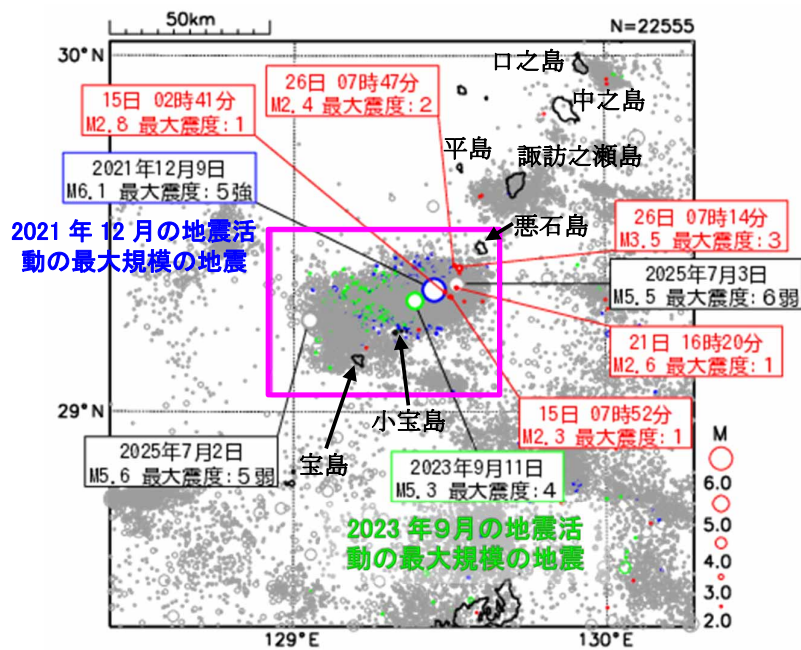 50km
N=22555
30°N
口之島
26日 07時47分
M2.4 最大震度:2
15日 02時41分
M2.8 最大震度:1
中之島
平島
2021年12月9日
M6.1 最大震度:5強
諏訪之瀬島
26日 07時14分
M3.5 最大震度:3
悪石島
2021年12月の地震活
動の最大規模の地震
2025年7月3日
M5.5 最大震度:6弱
21日 16時20分
M2.6 最大震度:1
29°N
小宝島
15日 07時52分
M2.3 最大震度:1
宝島
2025年7月2日
M5.6 最大震度:5弱
2023年9月11日
M5.3 最大震度:4
2023年9月の地震活
動の最大規模の地震
M
6.0
5.0
4.0
3.0
2.0
129°E
130°E